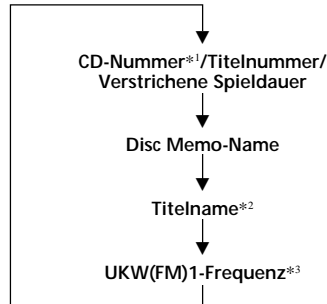 CD-Nummer*1/Titelnummer/
Verstrichene Spieldauer
Disc Memo-Name
Titelname*2
UKW(FM)1-Frequenz*3